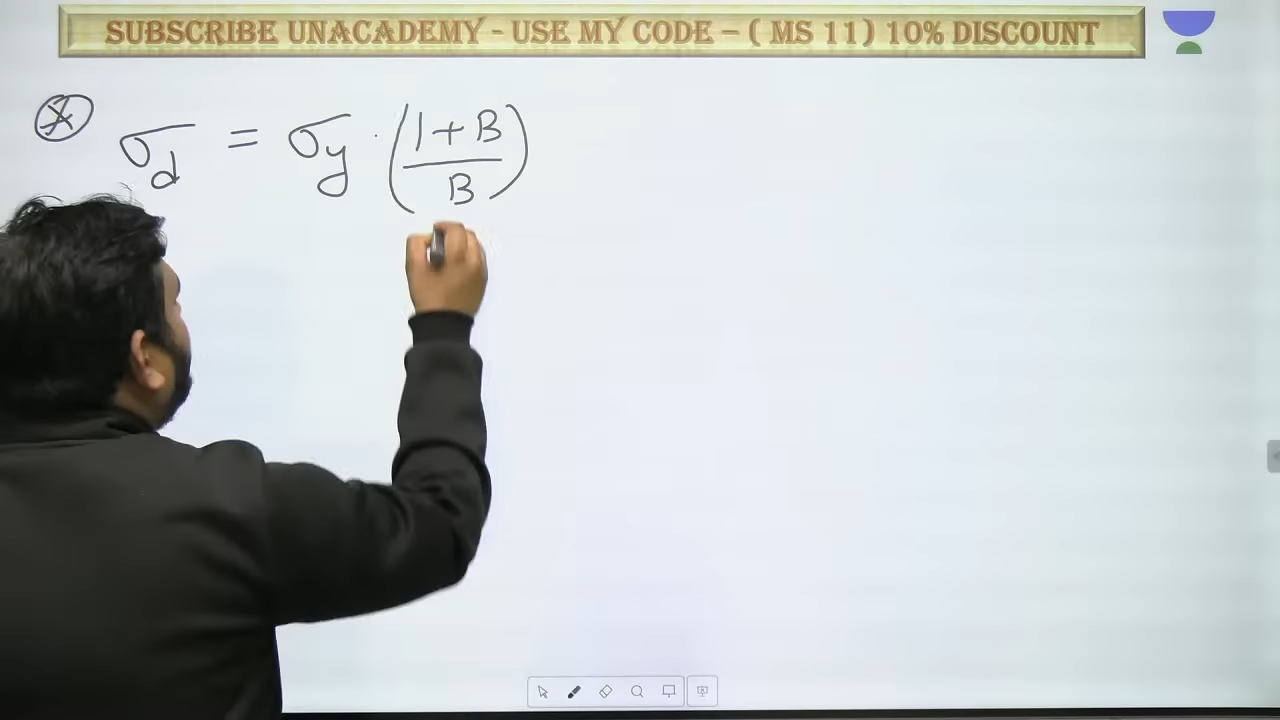 SUBSCRIBE UNACADEMY - USE MY CODE – ( MS 11) 10% DISCOUNT
σd = σy · (1+B / B)